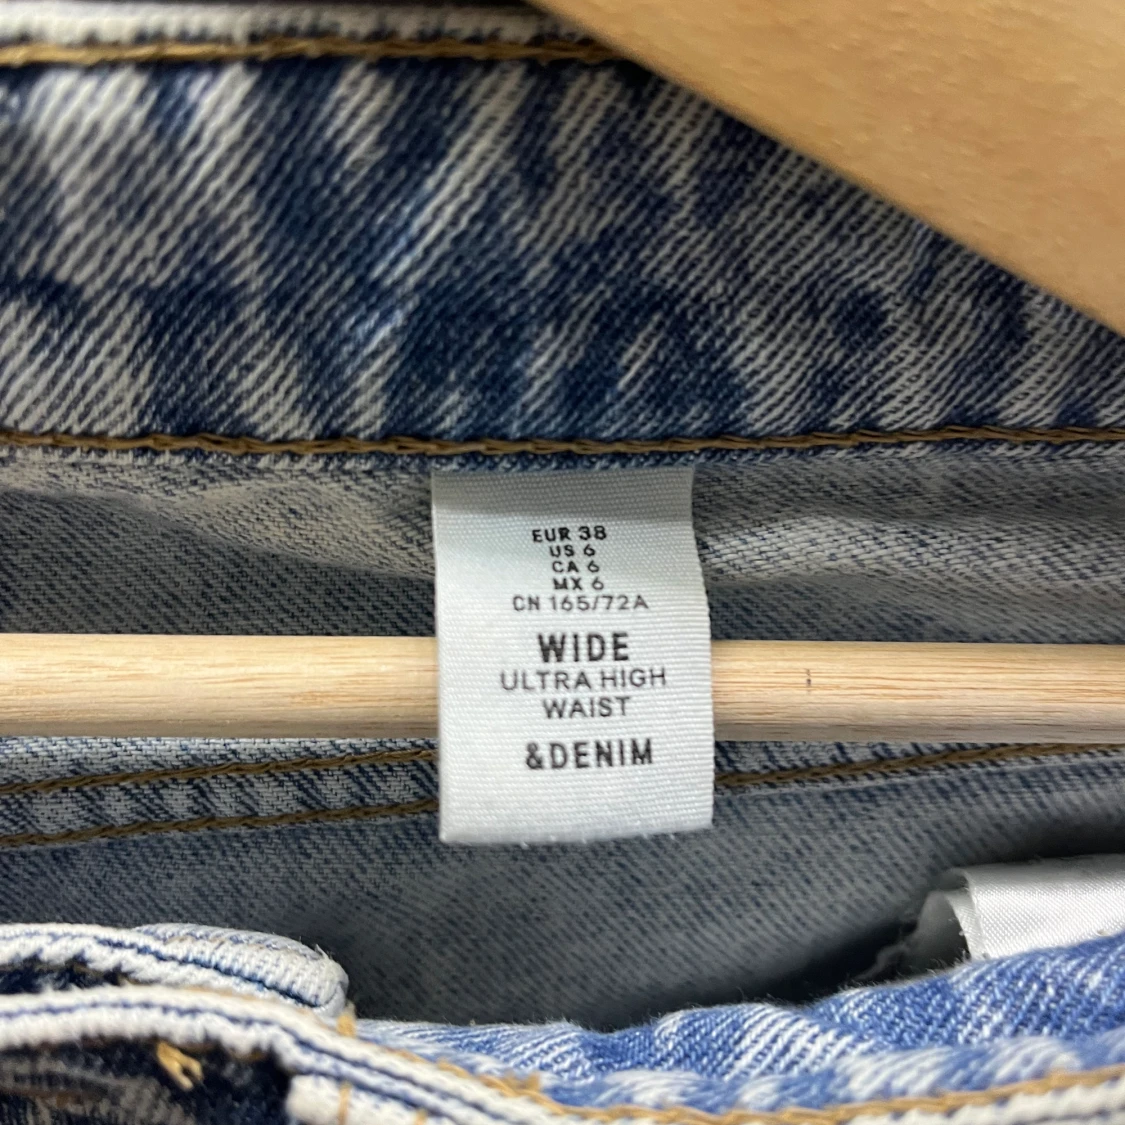 EUR 38
US 6
CA 6
MX 6
CN 165/72A
WIDE
ULTRA HIGH
WAIST
&DENIM